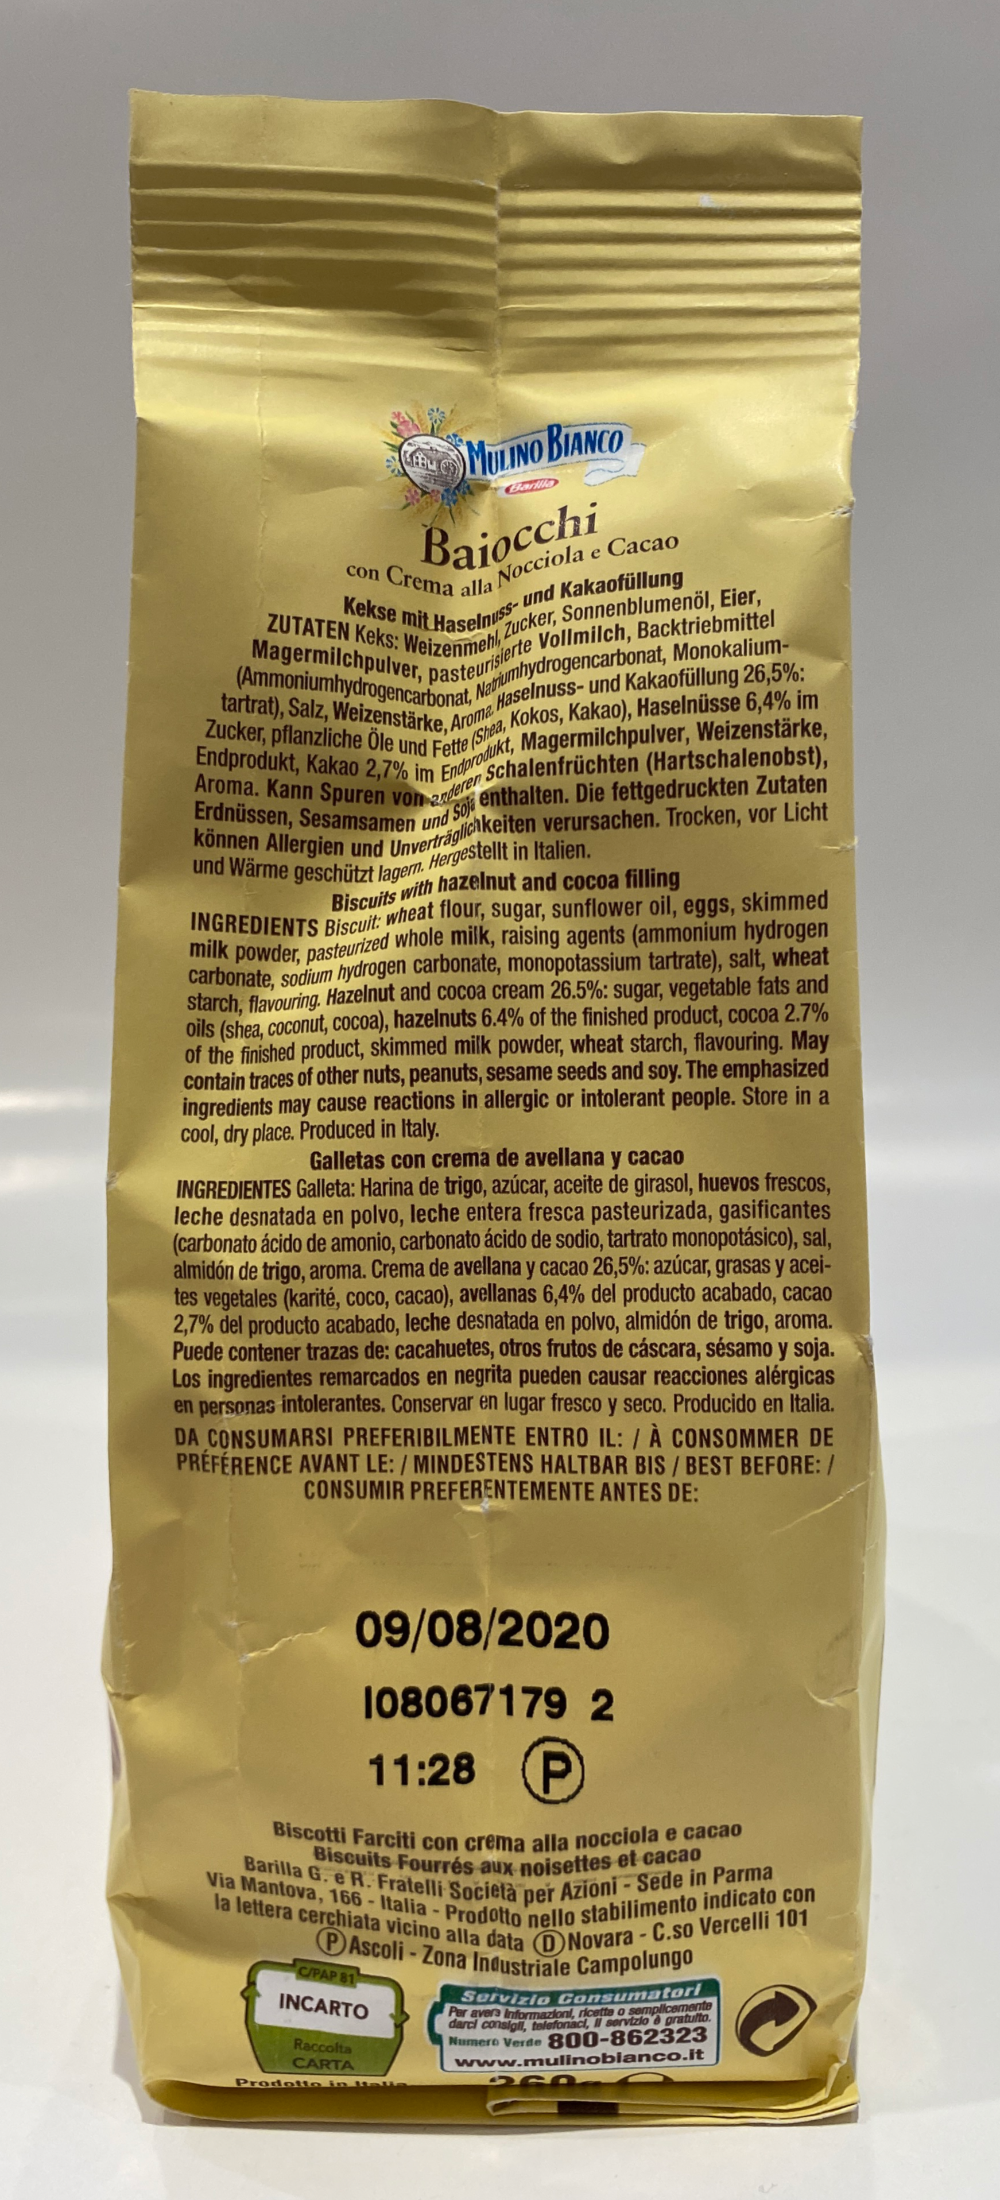 MULINO BIANCO
Barilla
Baiocchi
con Crema alla Nocciola e Cacao
Kekse mit Haselnuss- und Kakaofüllung
ZUTATEN Keks: Weizenmehl, Zucker, Sonnenblumenöl, Eier,
Magermilchpulver, pasteurisierte Vollmilch, Backtriebmittel
(Ammoniumhydrogencarbonat, Natriumhydrogencarbonat, Monokalium-
tartrat), Salz, Weizenstärke, Aroma. Haselnuss- und Kakaofüllung 26,5%:
Zucker, pflanzliche Öle und Fette (Shea, Kokos, Kakao), Haselnüsse 6,4% im
Endprodukt, Kakao 2,7% im Endprodukt, Magermilchpulver, Weizenstärke,
Aroma. Kann Spuren von anderen Schalenfrüchten (Hartschalenobst),
Erdnüssen, Sesamsamen und Soja enthalten. Die fettgedruckten Zutaten
können Allergien und Unverträglichkeiten verursachen. Trocken, vor Licht
und Wärme geschützt lagern. Hergestellt in Italien.
Biscuits with hazelnut and cocoa filling
INGREDIENTS Biscuit: wheat flour, sugar, sunflower oil, eggs, skimmed
milk powder, pasteurized whole milk, raising agents (ammonium hydrogen
carbonate, sodium hydrogen carbonate, monopotassium tartrate), salt, wheat
starch, flavouring. Hazelnut and cocoa cream 26.5%: sugar, vegetable fats and
oils (shea, coconut, cocoa), hazelnuts 6.4% of the finished product, cocoa 2.7%
of the finished product, skimmed milk powder, wheat starch, flavouring. May
contain traces of other nuts, peanuts, sesame seeds and soy. The emphasized
ingredients may cause reactions in allergic or intolerant people. Store in a
cool, dry place. Produced in Italy.
Galletas con crema de avellana y cacao
INGREDIENTES Galleta: Harina de trigo, azúcar, aceite de girasol, huevos frescos,
leche desnatada en polvo, leche entera fresca pasteurizada, gasificantes
(carbonato ácido de amonio, carbonato ácido de sodio, tartrato monopotásico), sal,
almidón de trigo, aroma. Crema de avellana y cacao 26,5%: azúcar, grasas y acei-
tes vegetales (karité, coco, cacao), avellanas 6,4% del producto acabado, cacao
2,7% del producto acabado, leche desnatada en polvo, almidón de trigo, aroma.
Puede contener trazas de: cacahuetes, otros frutos de cáscara, sésamo y soja.
Los ingredientes remarcados en negrita pueden causar reacciones alérgicas
en personas intolerantes. Conservar en lugar fresco y seco. Producido en Italia.
DA CONSUMARSI PREFERIBILMENTE ENTRO IL: / À CONSOMMER DE
PRÉFÉRENCE AVANT LE: / MINDESTENS HALTBAR BIS / BEST BEFORE: /
CONSUMIR PREFERENTEMENTE ANTES DE:
09/08/2020
I08067179 2
11:28 P
Biscotti Farciti con crema alla nocciola e cacao
Biscuits Fourrés aux noisettes et cacao
Barilla G. e R. Fratelli Società per Azioni - Sede in Parma
Via Mantova, 166 - Italia - Prodotto nello stabilimento indicato con
la lettera cerchiata vicino alla data D Novara - C.so Vercelli 101
P Ascoli - Zona Industriale Campolungo
C/PAP 81
INCARTO
Raccolta
CARTA
Servizio Consumatori
Per avere informazioni, ricette o semplicemente
darci consigli, telefonaci, il servizio è gratuito.
Numero Verde 800-862323
www.mulinobianco.it
Prodotto in Italia
260g